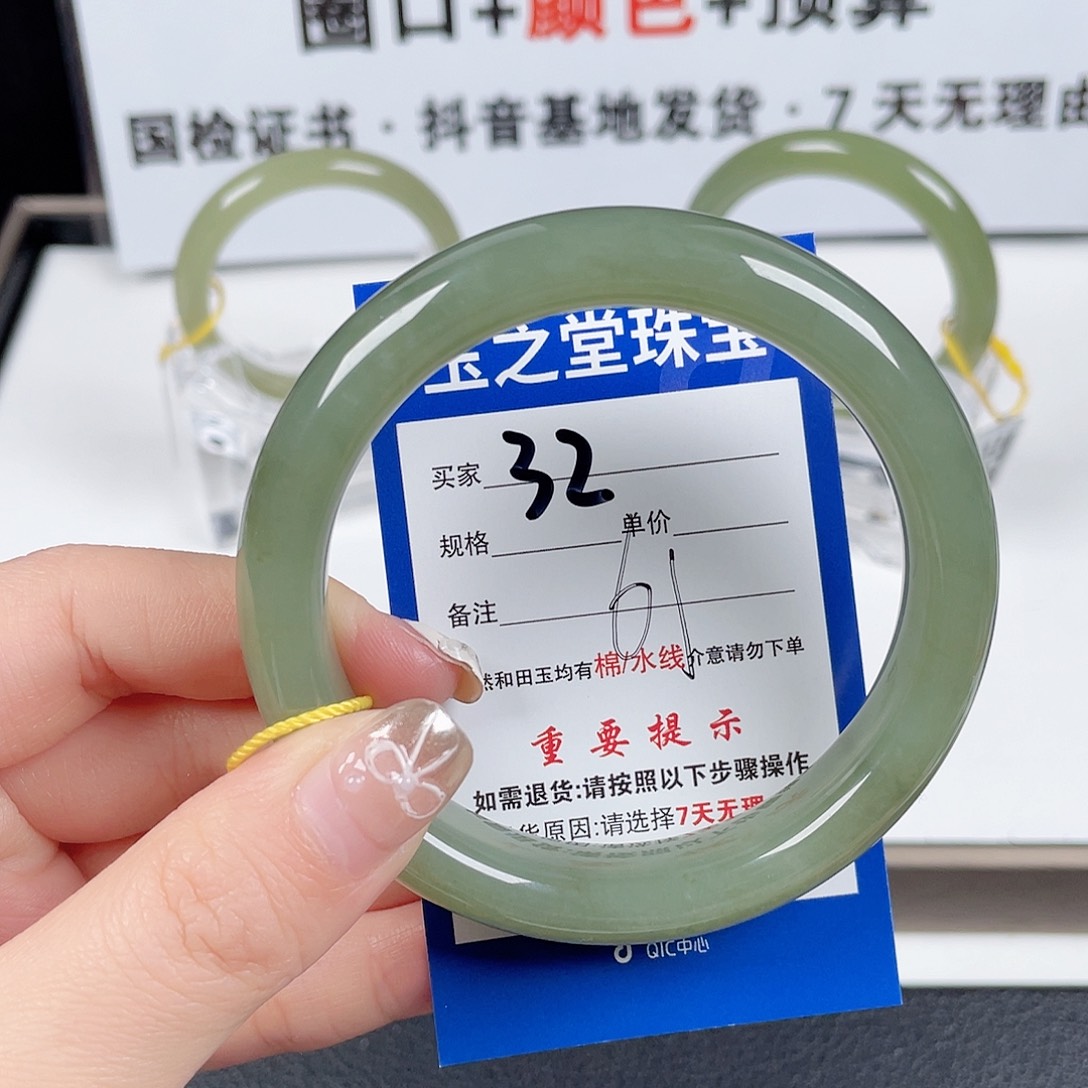 圈口+颜色+预算
国检证书·抖音基地发货·7天无理由
玉之堂珠宝
买家 32
规格 单价
61
备注
然和田玉均有棉/水线介意请勿下单
重要提示
如需退货:请按照以下步骤操作
货原因:请选择7天无理
QIC中心